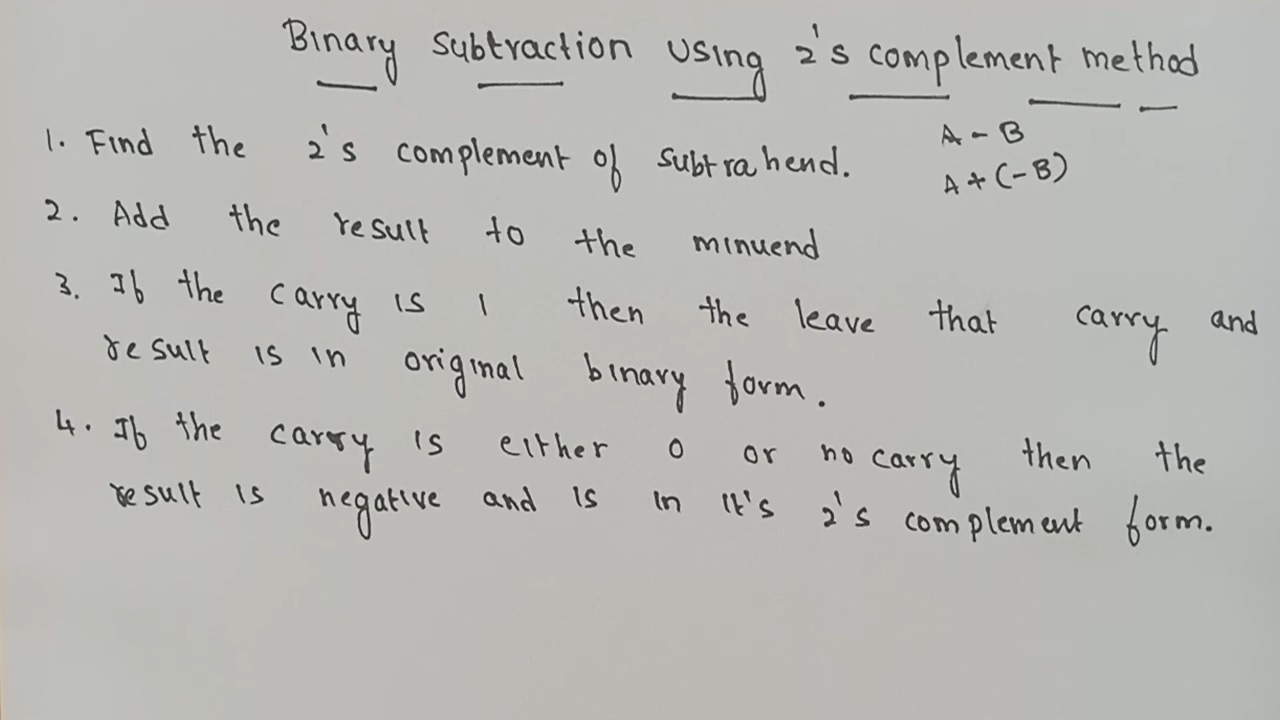 Binary Subtraction Using 2's complement method
1. Find the 2's complement of subtrahend.
A - B
A + (-B)
2. Add the result to the minuend
3. If the carry is 1 then the leave that carry and
result is in original binary form.
4. If the carry is either 0 or no carry then the
result is negative and is in it's 2's complement form.